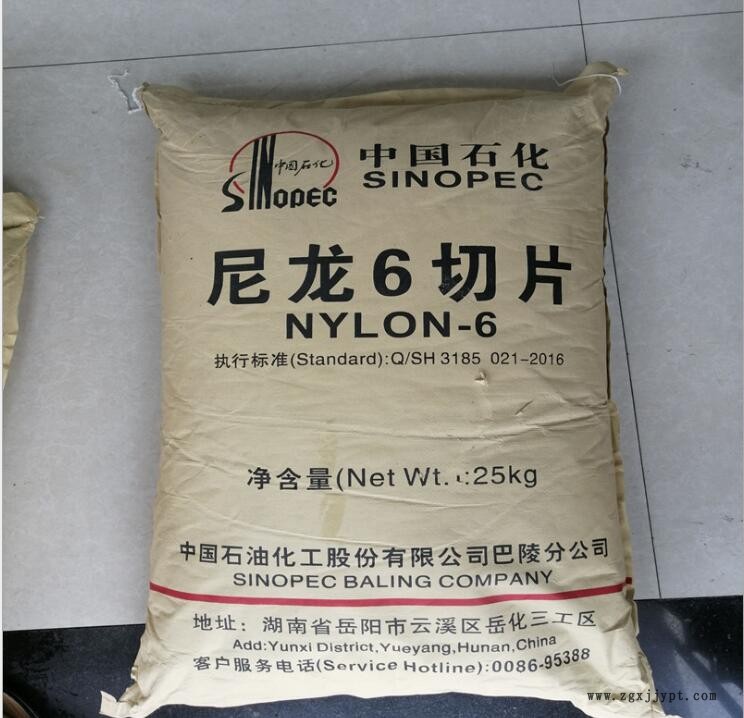 中国石化
SINOPEC
中国石化
SINOPEC
尼龙6切片
NYLON-6
执行标准(Standard):Q/SH 3185 021-2016
净含量(Net Wt.:25kg
中国石油化工股份有限公司巴陵分公司
SINOPEC BALING COMPANY
地址：湖南省岳阳市云溪区岳化三工区
Add:Yunxi District,Yueyang,Hunan,China
客户服务电话(Service Hotline):0086-95388
www.zgxjjypt.com